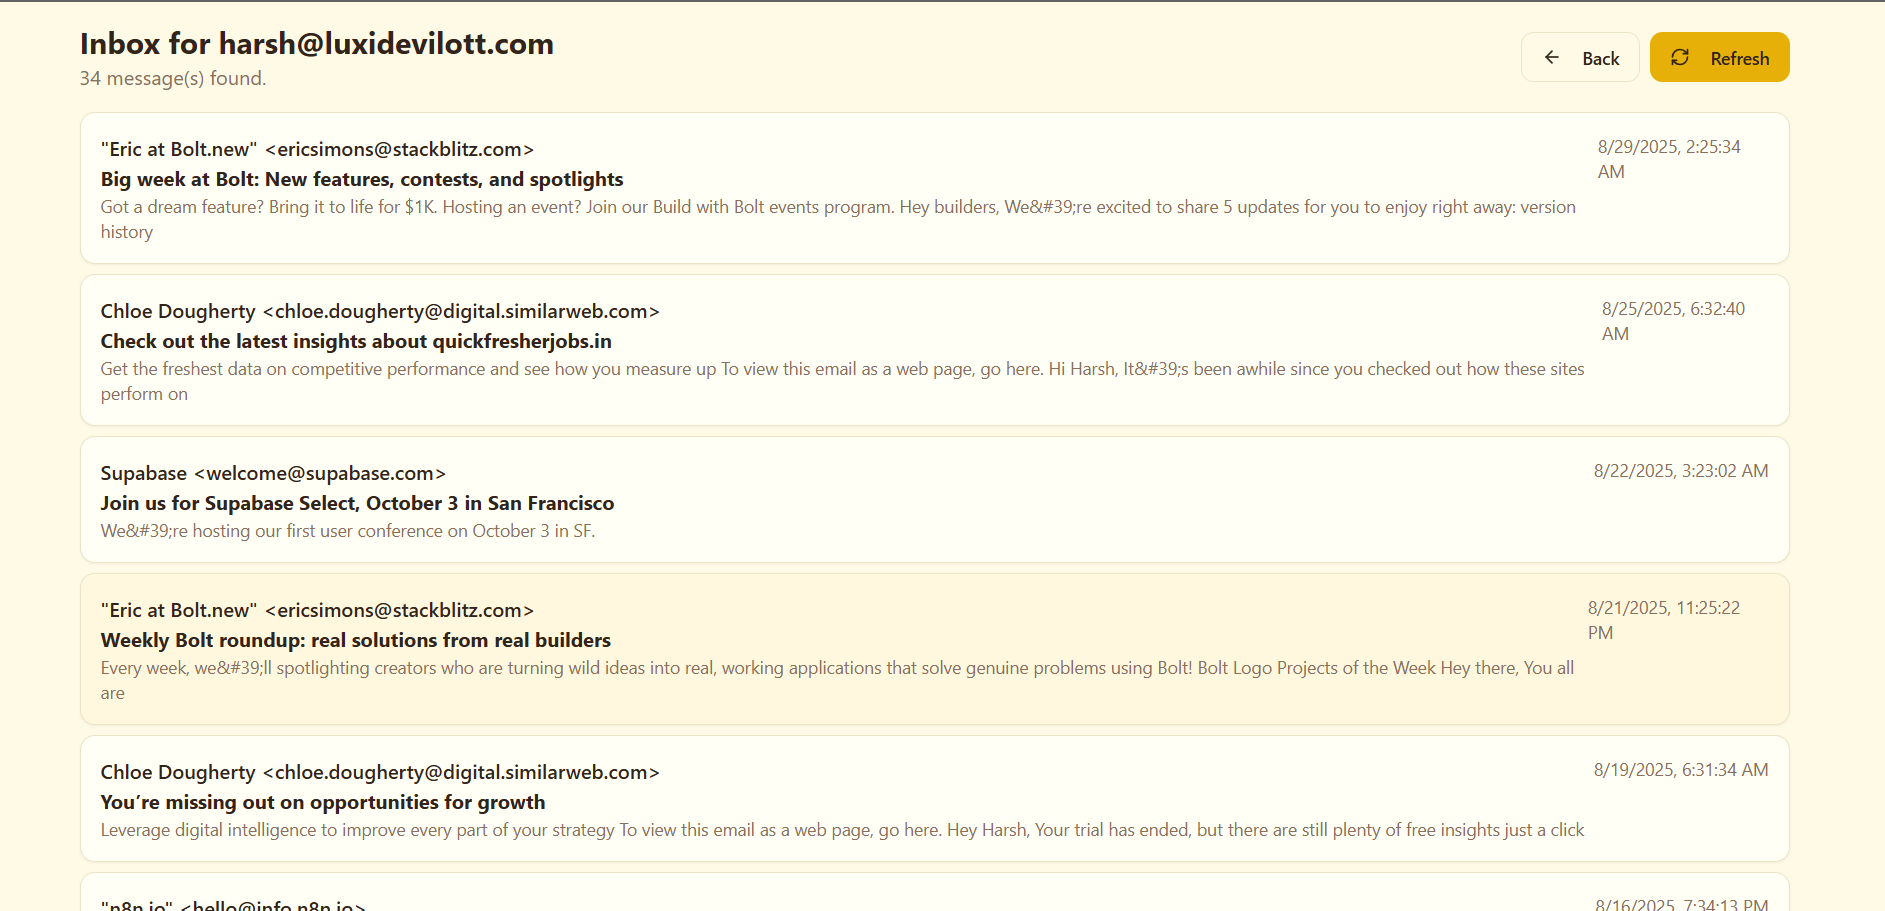 Inbox for harsh@luxidevilott.com
34 message(s) found.
Back
Refresh
"Eric at Bolt.new" <ericsimons@stackblitz.com>
8/29/2025, 2:25:34
AM
Big week at Bolt: New features, contests, and spotlights
Got a dream feature? Bring it to life for $1K. Hosting an event? Join our Build with Bolt events program. Hey builders, We&#39;re excited to share 5 updates for you to enjoy right away: version
history
Chloe Dougherty <chloe.dougherty@digital.similarweb.com>
8/25/2025, 6:32:40
AM
Check out the latest insights about quickfresherjobs.in
Get the freshest data on competitive performance and see how you measure up To view this email as a web page, go here. Hi Harsh, It&#39;s been awhile since you checked out how these sites
perform on
Supabase <welcome@supabase.com>
8/22/2025, 3:23:02 AM
Join us for Supabase Select, October 3 in San Francisco
We&#39;re hosting our first user conference on October 3 in SF.
"Eric at Bolt.new" <ericsimons@stackblitz.com>
8/21/2025, 11:25:22
PM
Weekly Bolt roundup: real solutions from real builders
Every week, we&#39;ll spotlighting creators who are turning wild ideas into real, working applications that solve genuine problems using Bolt! Bolt Logo Projects of the Week Hey there, You all
are
Chloe Dougherty <chloe.dougherty@digital.similarweb.com>
8/19/2025, 6:31:34 AM
You’re missing out on opportunities for growth
Leverage digital intelligence to improve every part of your strategy To view this email as a web page, go here. Hey Harsh, Your trial has ended, but there are still plenty of free insights just a click
"n8n.io" <hello@info.n8n.io>
8/16/2025, 7:34:13 PM